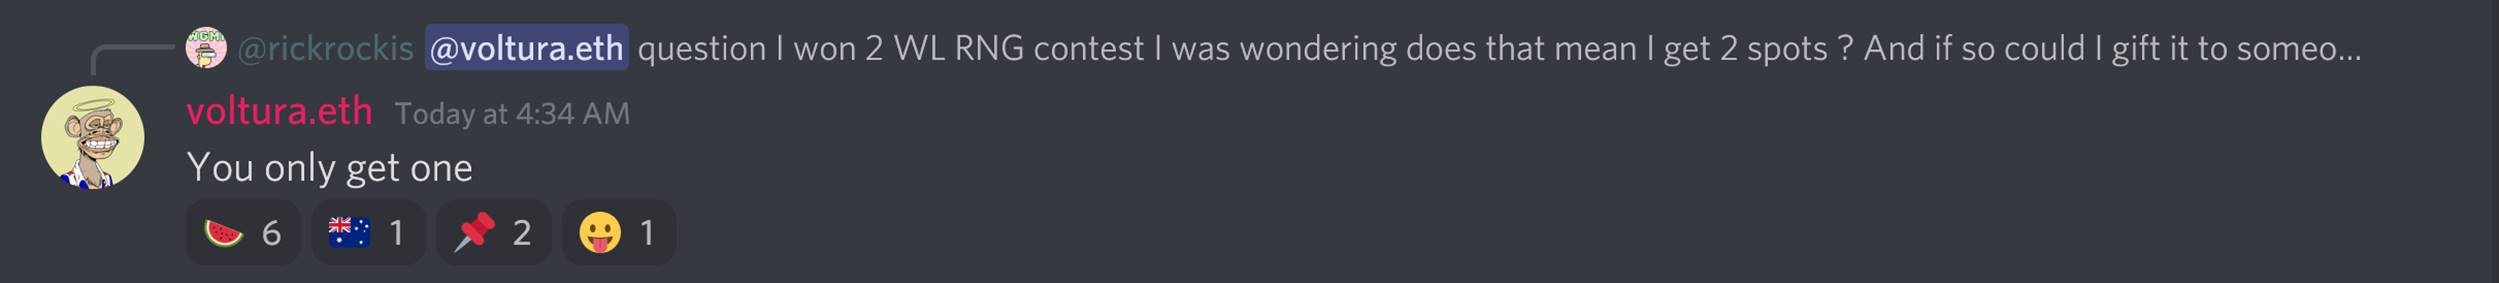 WGMI
@rickrockis @voltura.eth question I won 2 WL RNG contest I was wondering does that mean I get 2 spots ? And if so could I gift it to someo...
voltura.eth Today at 4:34 AM
You only get one
6 1 2 1